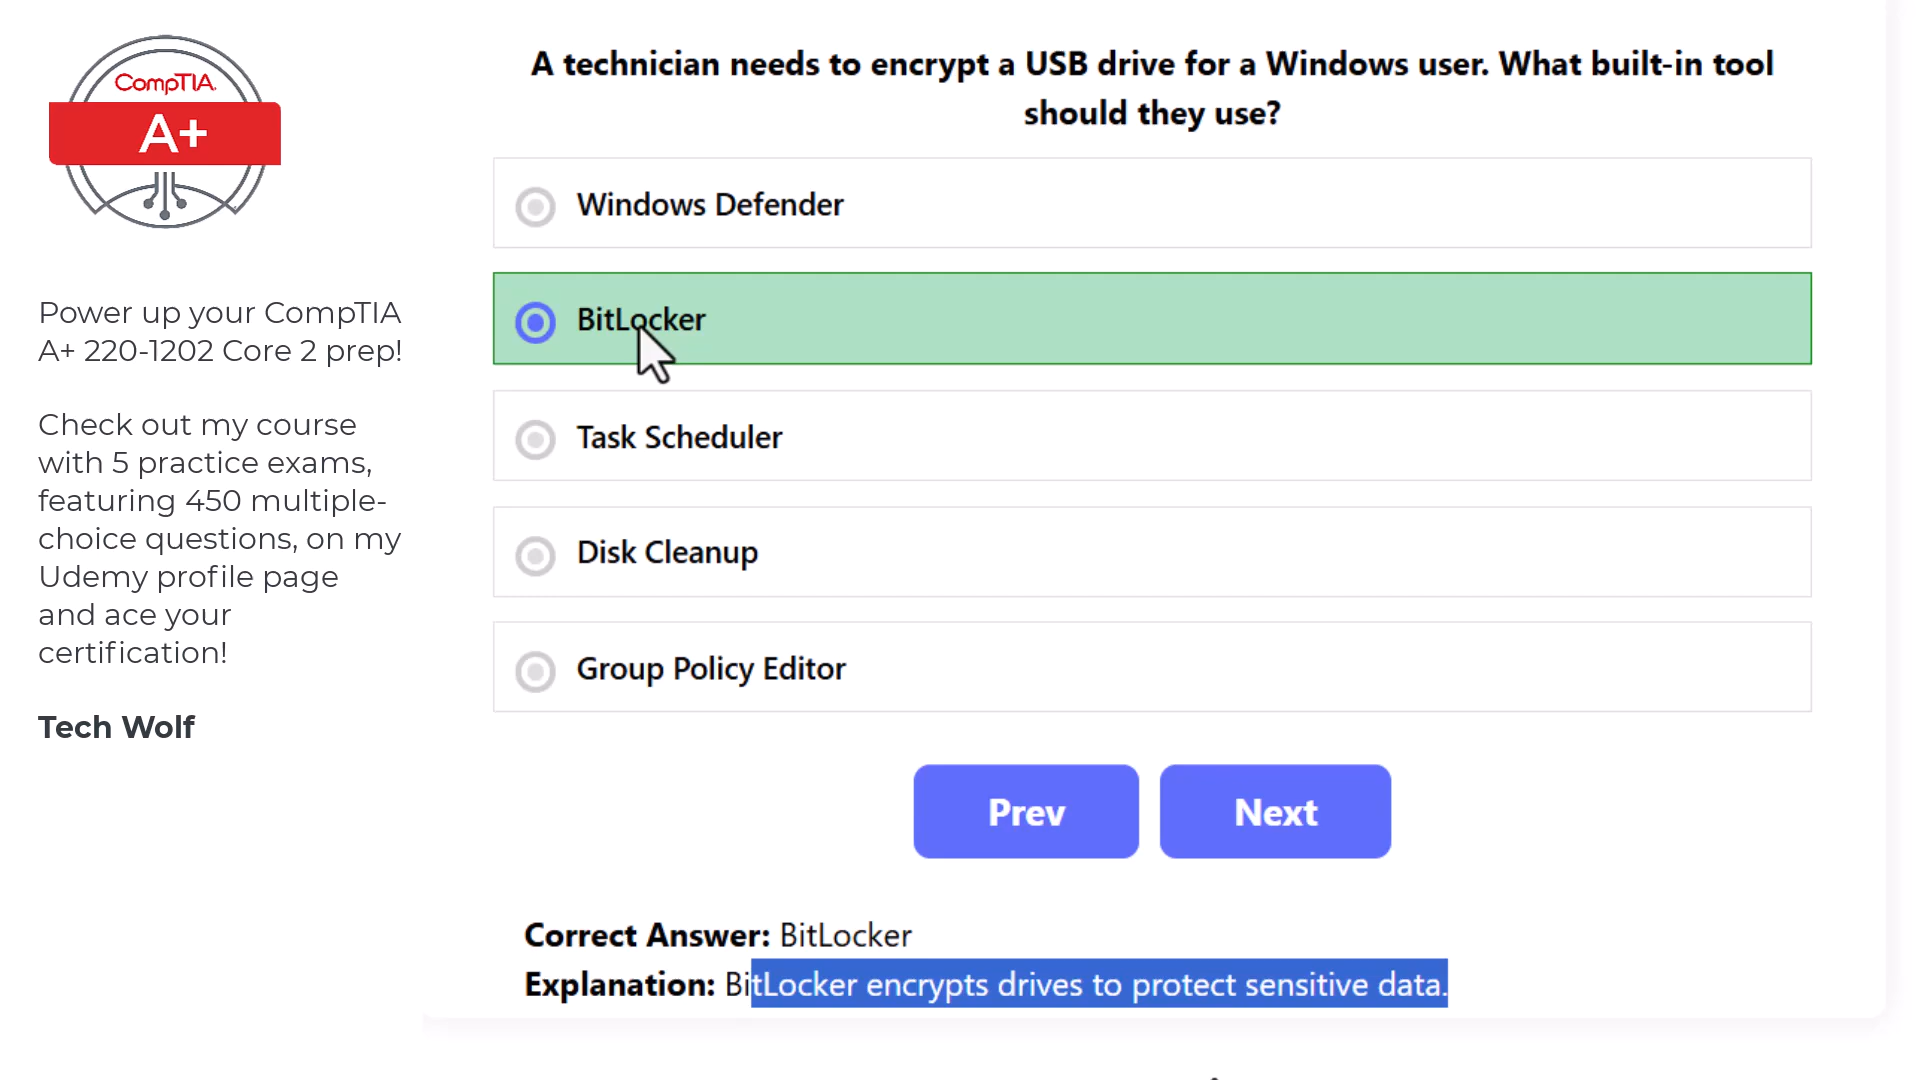 CompTIA.
A+
Power up your CompTIA
A+ 220-1202 Core 2 prep!
Check out my course
with 5 practice exams,
featuring 450 multiple-
choice questions, on my
Udemy profile page
and ace your
certification!
Tech Wolf
A technician needs to encrypt a USB drive for a Windows user. What built-in tool
should they use?
Windows Defender
BitLocker
Task Scheduler
Disk Cleanup
Group Policy Editor
Prev
Next
Correct Answer: BitLocker
Explanation: BitLocker encrypts drives to protect sensitive data.